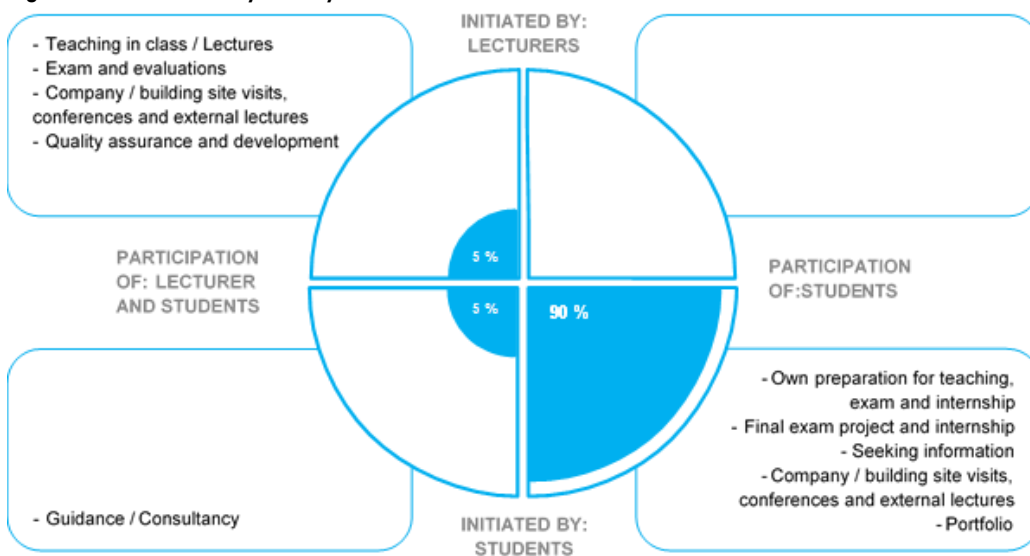 INITIATED BY:
LECTURERS
- Teaching in class / Lectures
- Exam and evaluations
- Company / building site visits,
conferences and external lectures
- Quality assurance and development
5 %
PARTICIPATION
OF: LECTURER
AND STUDENTS
PARTICIPATION
OF:STUDENTS
5 %
90 %
- Own preparation for teaching,
exam and internship
- Final exam project and internship
- Seeking information
- Company / building site visits,
conferences and external lectures
- Portfolio
- Guidance / Consultancy
INITIATED BY:
STUDENTS